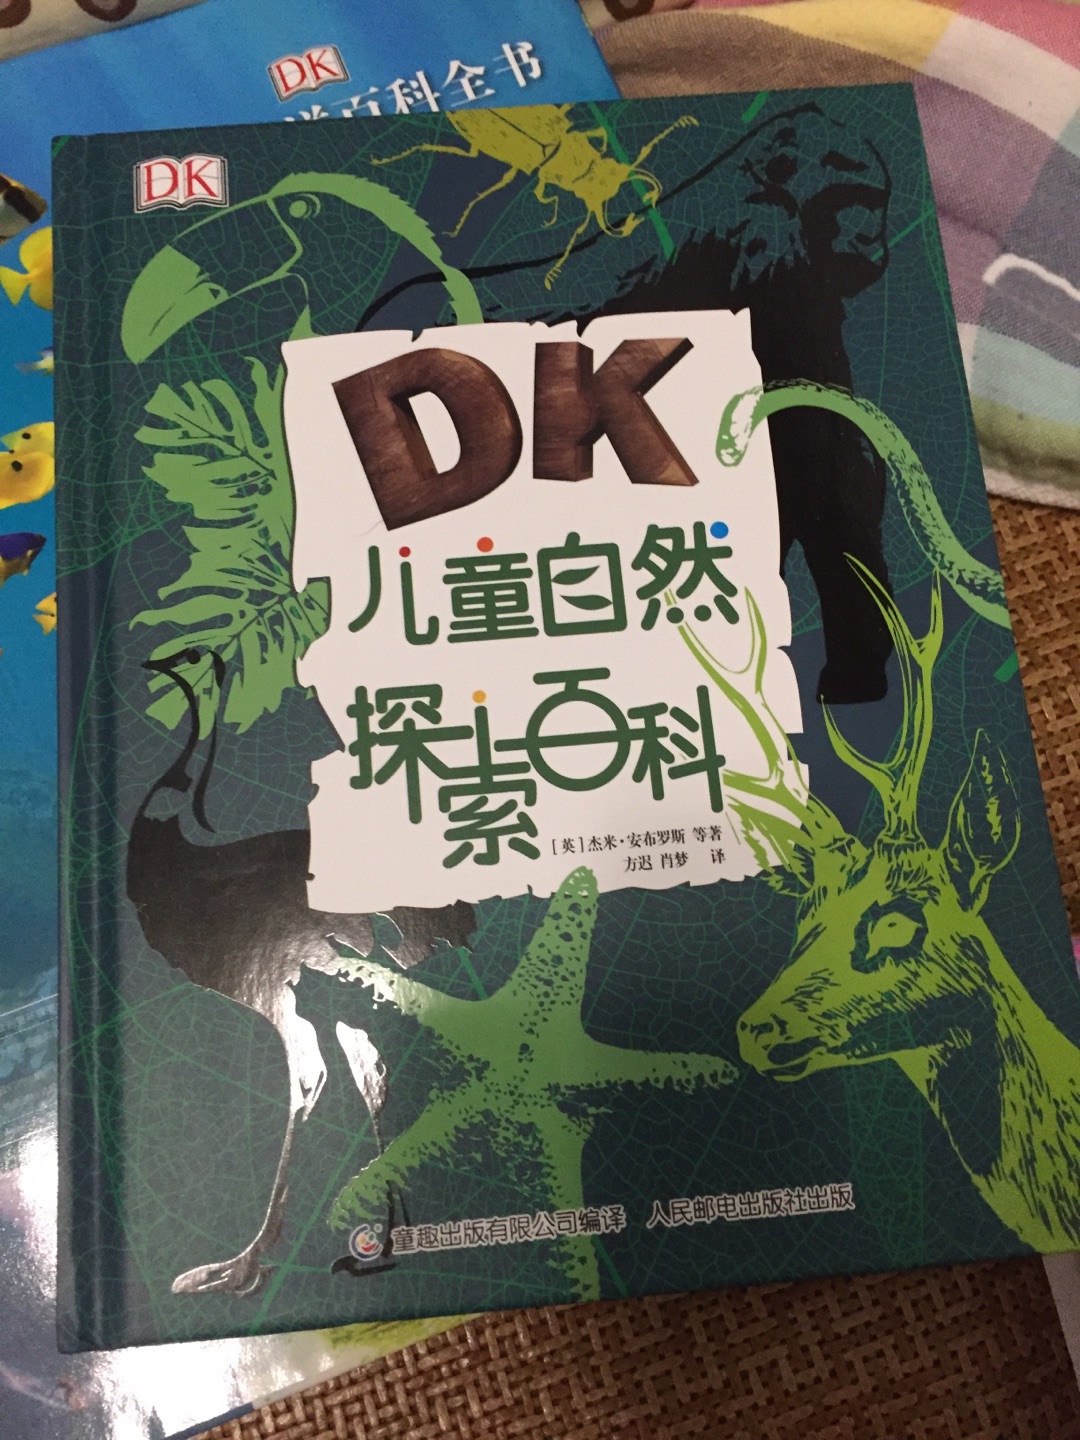 DK
百科全书
DK
DK
儿童自然
探索百科
[英]杰米·安布罗斯 等著
方迟 肖梦 译
童趣出版有限公司编译 人民邮电出版社出版